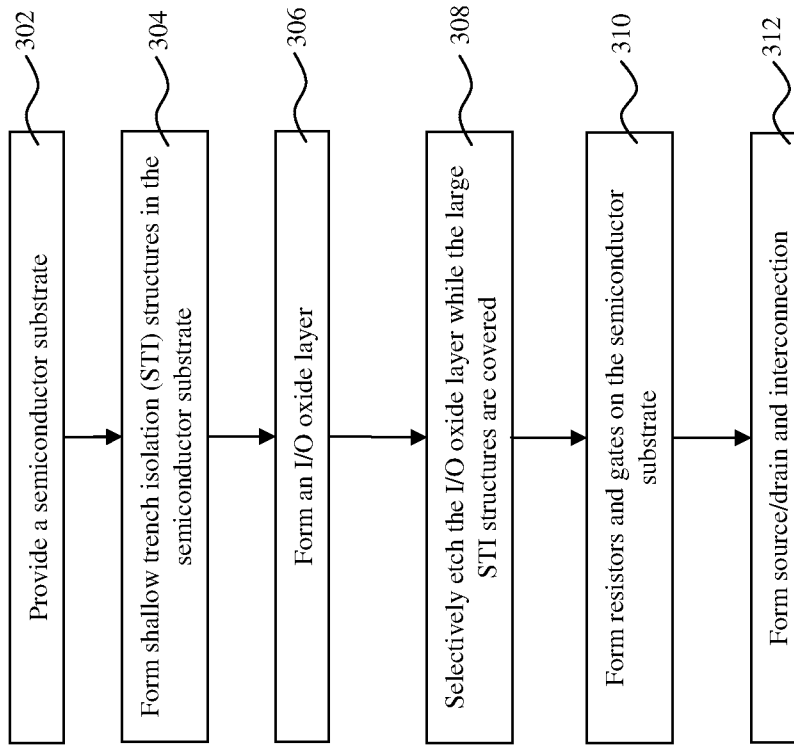 Provide a semiconductor substrate
302
Form shallow trench isolation (STI) structures in the
semiconductor substrate
304
Form an I/O oxide layer
306
Selectively etch the I/O oxide layer while the large
STI structures are covered
308
Form resistors and gates on the semiconductor
substrate
310
Form source/drain and interconnection
312